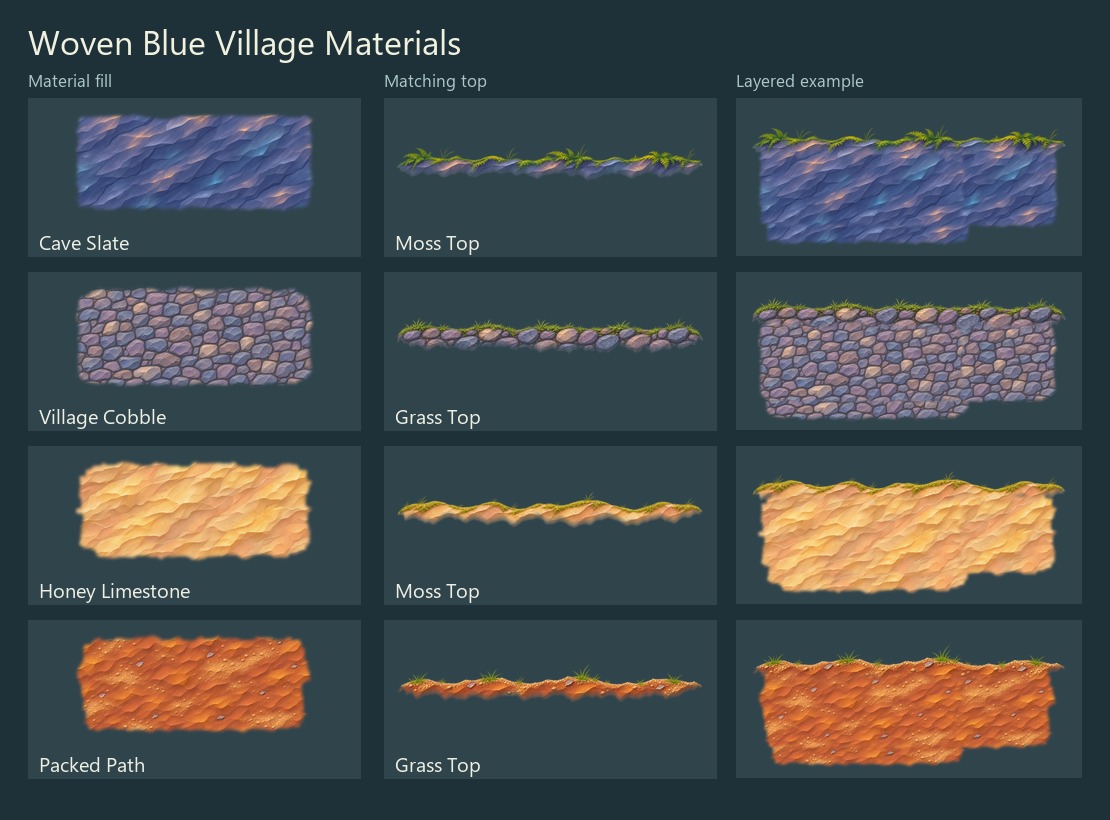 Woven Blue Village Materials
Material fill
Matching top
Layered example
Cave Slate
Moss Top
Village Cobble
Grass Top
Honey Limestone
Moss Top
Packed Path
Grass Top